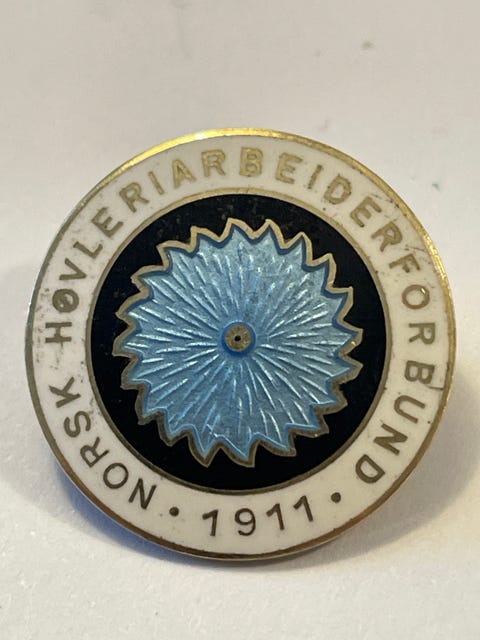 NORSK HØVLERIARBEIDERFORBUND
• 1911 •